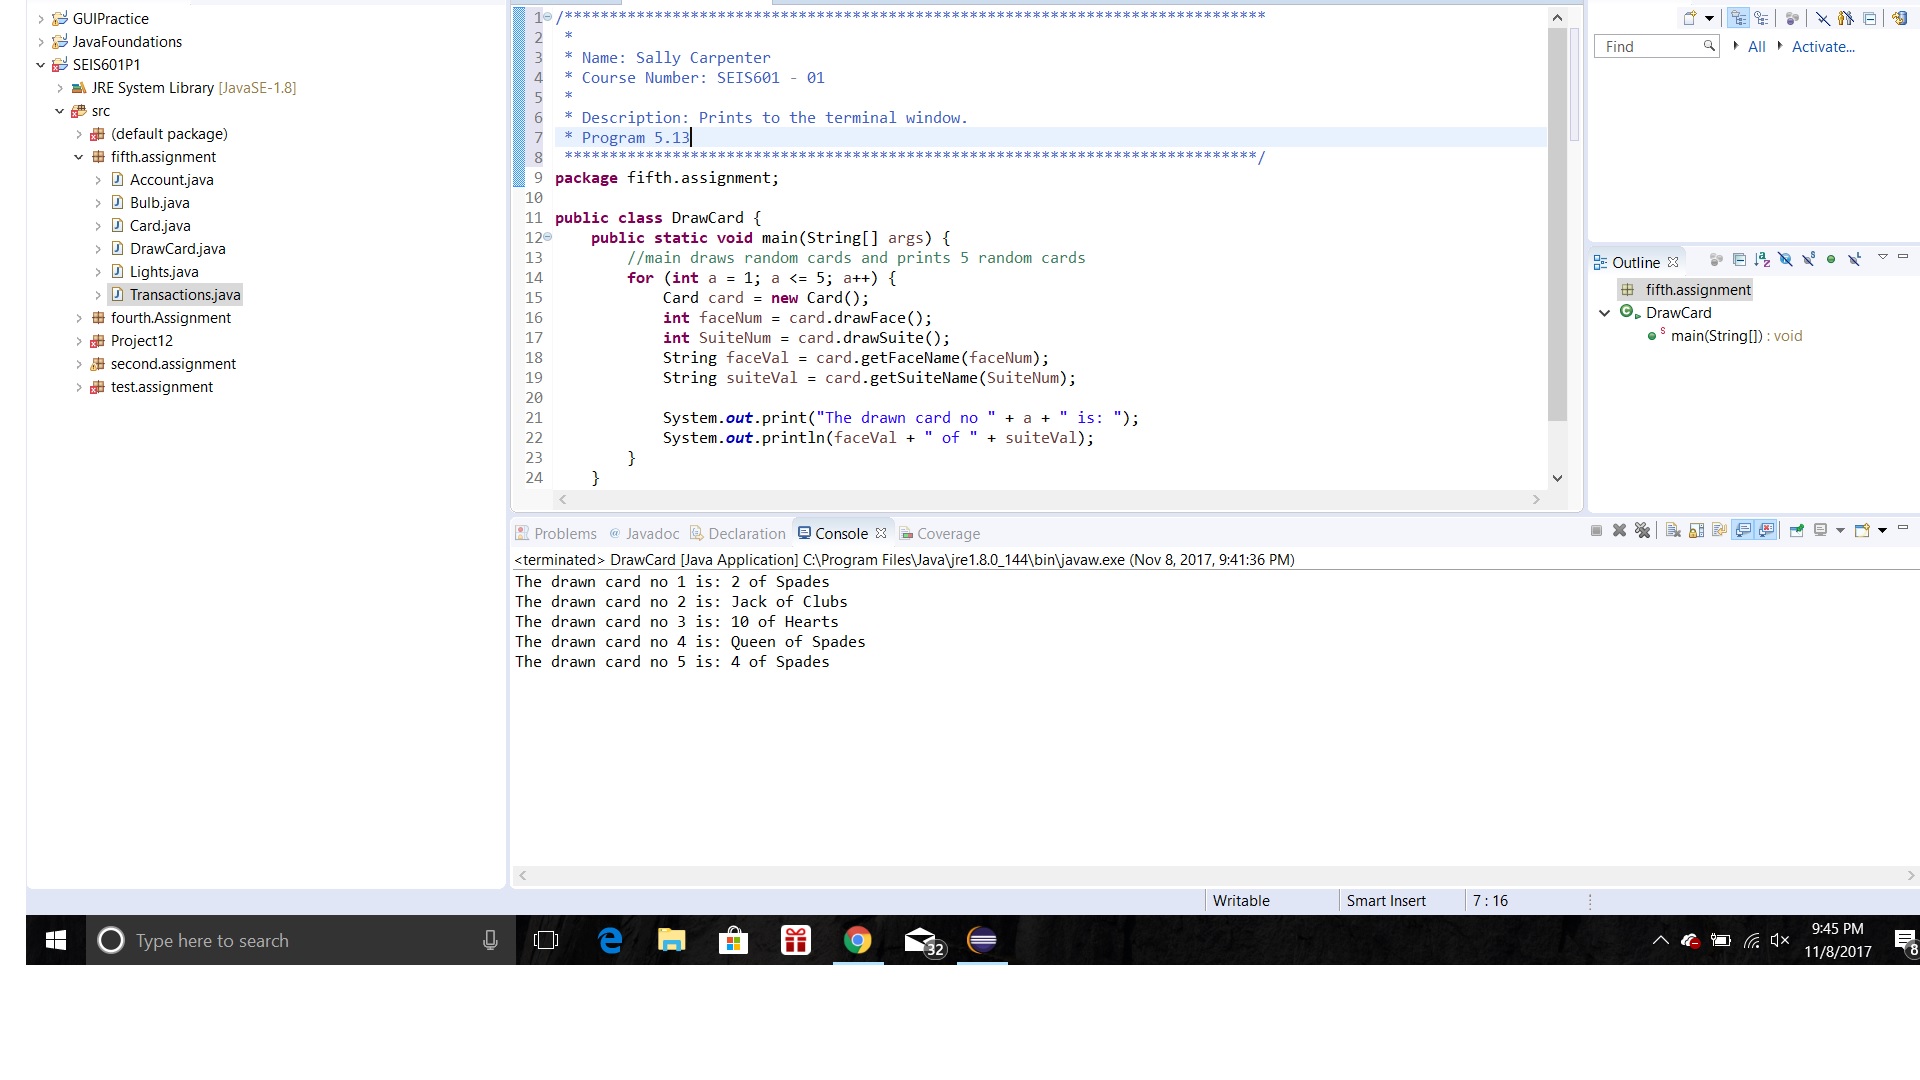 GUIPractice
JavaFoundations
SEIS601P1
JRE System Library [JavaSE-1.8]
src
(default package)
fifth.assignment
Account.java
Bulb.java
Card.java
DrawCard.java
Lights.java
Transactions.java
fourth.Assignment
Project12
second.assignment
test.assignment
1 /******************************************************************************
2 *
3 * Name: Sally Carpenter
4 * Course Number: SEIS601 - 01
5 *
6 * Description: Prints to the terminal window.
7 * Program 5.13
8 *****************************************************************************/
9 package fifth.assignment;
10
11 public class DrawCard {
12     public static void main(String[] args) {
13         //main draws random cards and prints 5 random cards
14         for (int a = 1; a <= 5; a++) {
15             Card card = new Card();
16             int faceNum = card.drawFace();
17             int SuiteNum = card.drawSuite();
18             String faceVal = card.getFaceName(faceNum);
19             String suiteVal = card.getSuiteName(SuiteNum);
20
21             System.out.print("The drawn card no " + a + " is: ");
22             System.out.println(faceVal + " of " + suiteVal);
23         }
24     }
Find All Activate...
Outline
fifth.assignment
DrawCard
main(String[]) : void
Problems @ Javadoc Declaration Console Coverage
<terminated> DrawCard [Java Application] C:\Program Files\Java\jre1.8.0_144\bin\javaw.exe (Nov 8, 2017, 9:41:36 PM)
The drawn card no 1 is: 2 of Spades
The drawn card no 2 is: Jack of Clubs
The drawn card no 3 is: 10 of Hearts
The drawn card no 4 is: Queen of Spades
The drawn card no 5 is: 4 of Spades
Writable Smart Insert 7 : 16
Type here to search
32
9:45 PM
11/8/2017
8